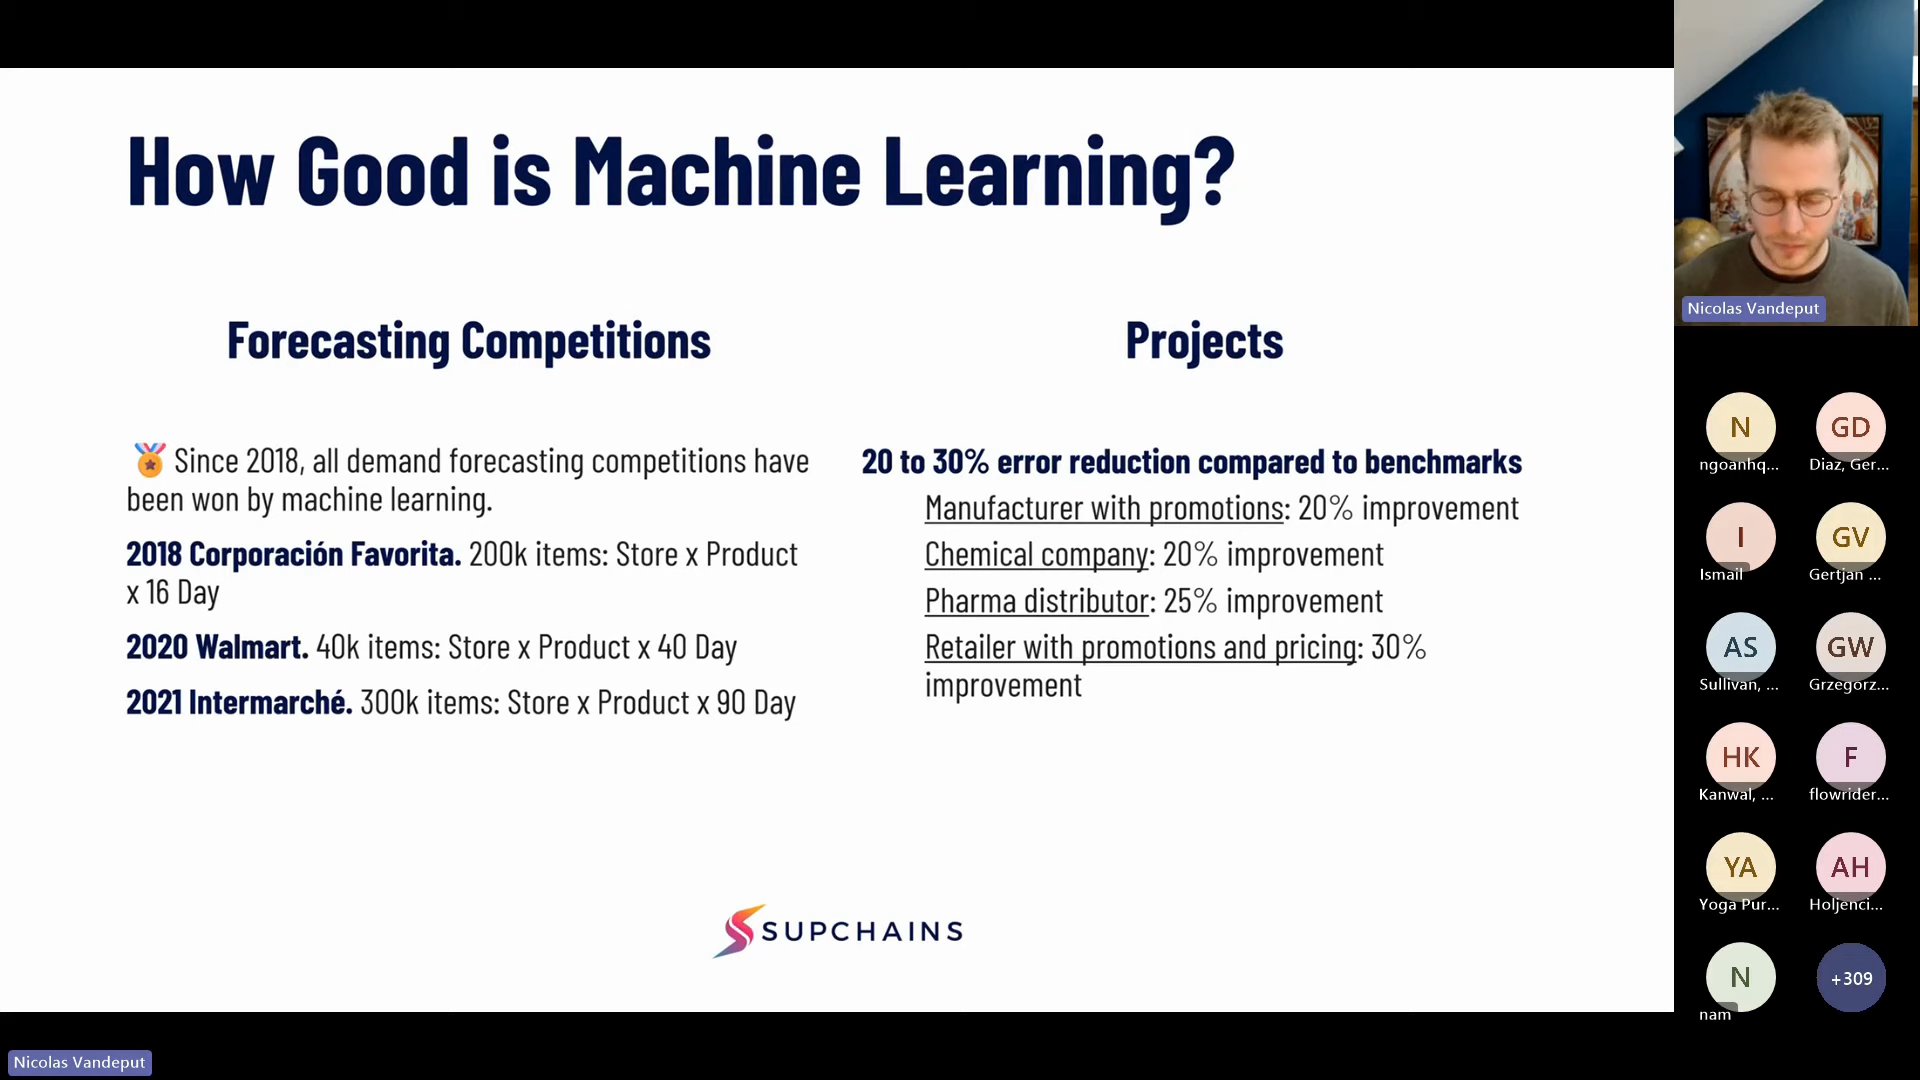 How Good is Machine Learning?
Forecasting Competitions
🏅 Since 2018, all demand forecasting competitions have
been won by machine learning.
2018 Corporación Favorita. 200k items: Store x Product
x 16 Day
2020 Walmart. 40k items: Store x Product x 40 Day
2021 Intermarché. 300k items: Store x Product x 90 Day
Projects
20 to 30% error reduction compared to benchmarks
Manufacturer with promotions: 20% improvement
Chemical company: 20% improvement
Pharma distributor: 25% improvement
Retailer with promotions and pricing: 30%
improvement
SUPCHAINS
Nicolas Vandeput
N
ngoanhq...
GD
Diaz, Ger...
I
Ismail
GV
Gertjan ...
AS
Sullivan, ...
GW
Grzegorz...
HK
Kanwal, ...
F
flowrider...
YA
Yoga Pur...
AH
Holjenci...
N
nam
+309
Nicolas Vandeput